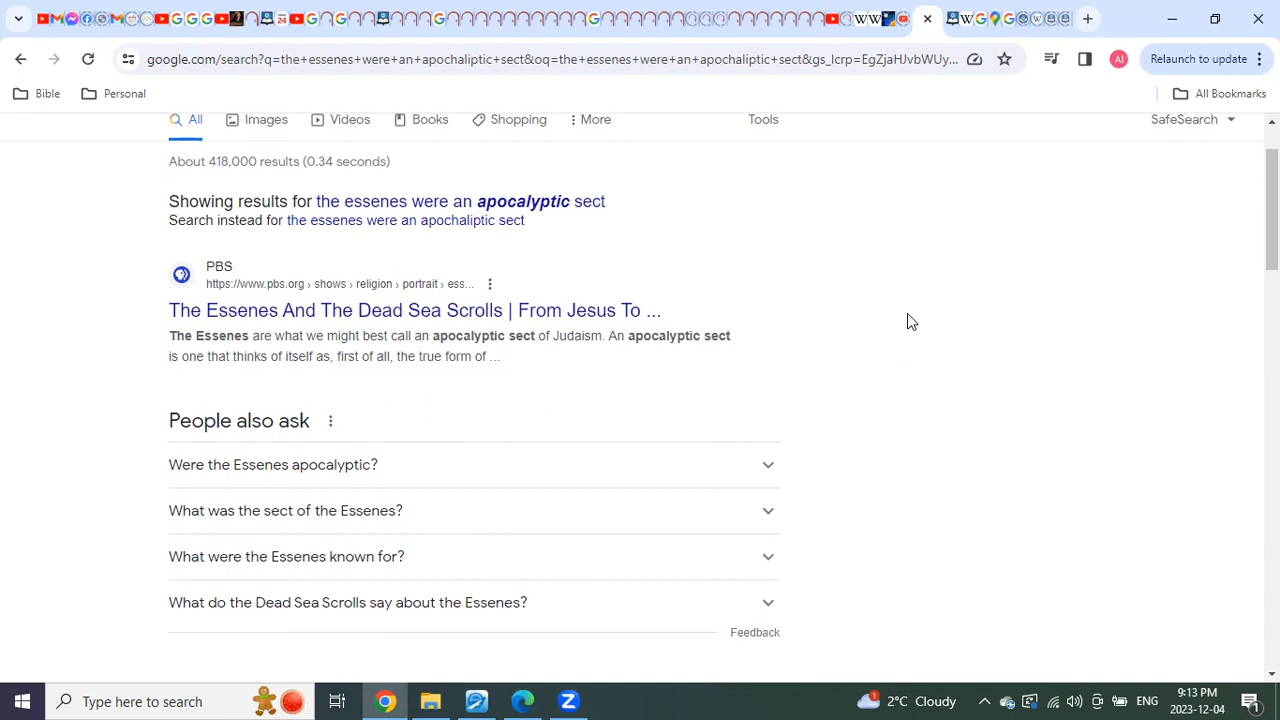 24
google.com/search?q=the+essenes+were+an+apochaliptic+sect&oq=the+essenes+were+an+apochaliptic+sect&gs_lcrp=EgZjaHJvbWUy...
AI
Relaunch to update
Bible
Personal
All Bookmarks
All
Images
Videos
Books
Shopping
More
Tools
SafeSearch
About 418,000 results (0.34 seconds)
Showing results for the essenes were an apocalyptic sect
Search instead for the essenes were an apochaliptic sect
PBS
https://www.pbs.org › shows › religion › portrait › ess...
The Essenes And The Dead Sea Scrolls | From Jesus To ...
The Essenes are what we might best call an apocalyptic sect of Judaism. An apocalyptic sect
is one that thinks of itself as, first of all, the true form of ...
People also ask
Were the Essenes apocalyptic?
What was the sect of the Essenes?
What were the Essenes known for?
What do the Dead Sea Scrolls say about the Essenes?
Feedback
Type here to search
1
2°C Cloudy
ENG
9:13 PM
2023-12-04
1